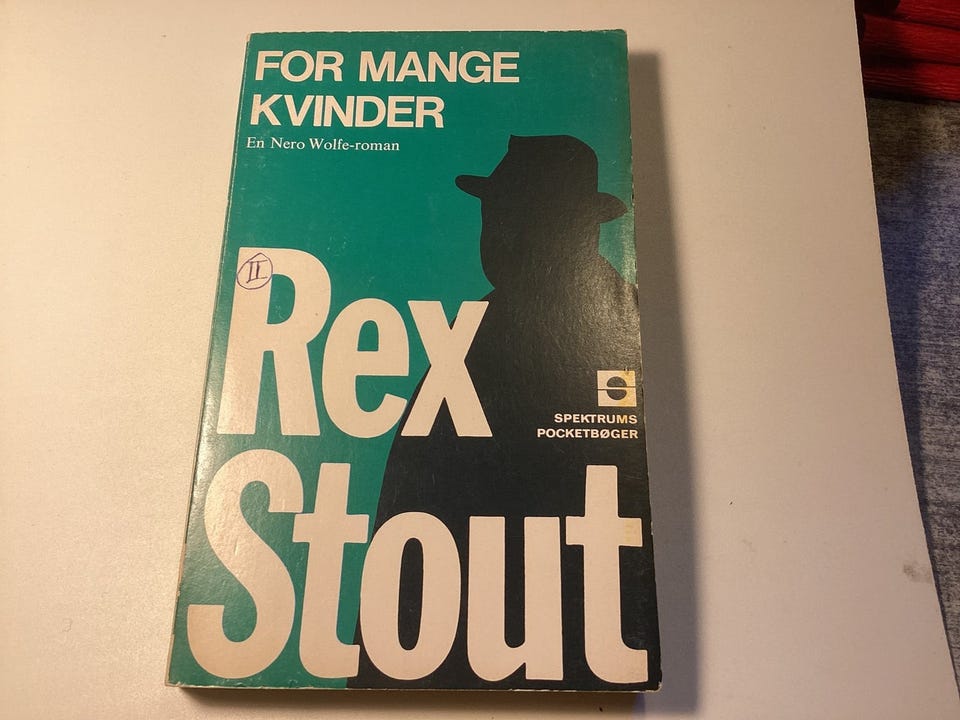 FOR MANGE
KVINDER
En Nero Wolfe-roman
II
Rex
SPEKTRUMS
POCKETBØGER
Stout